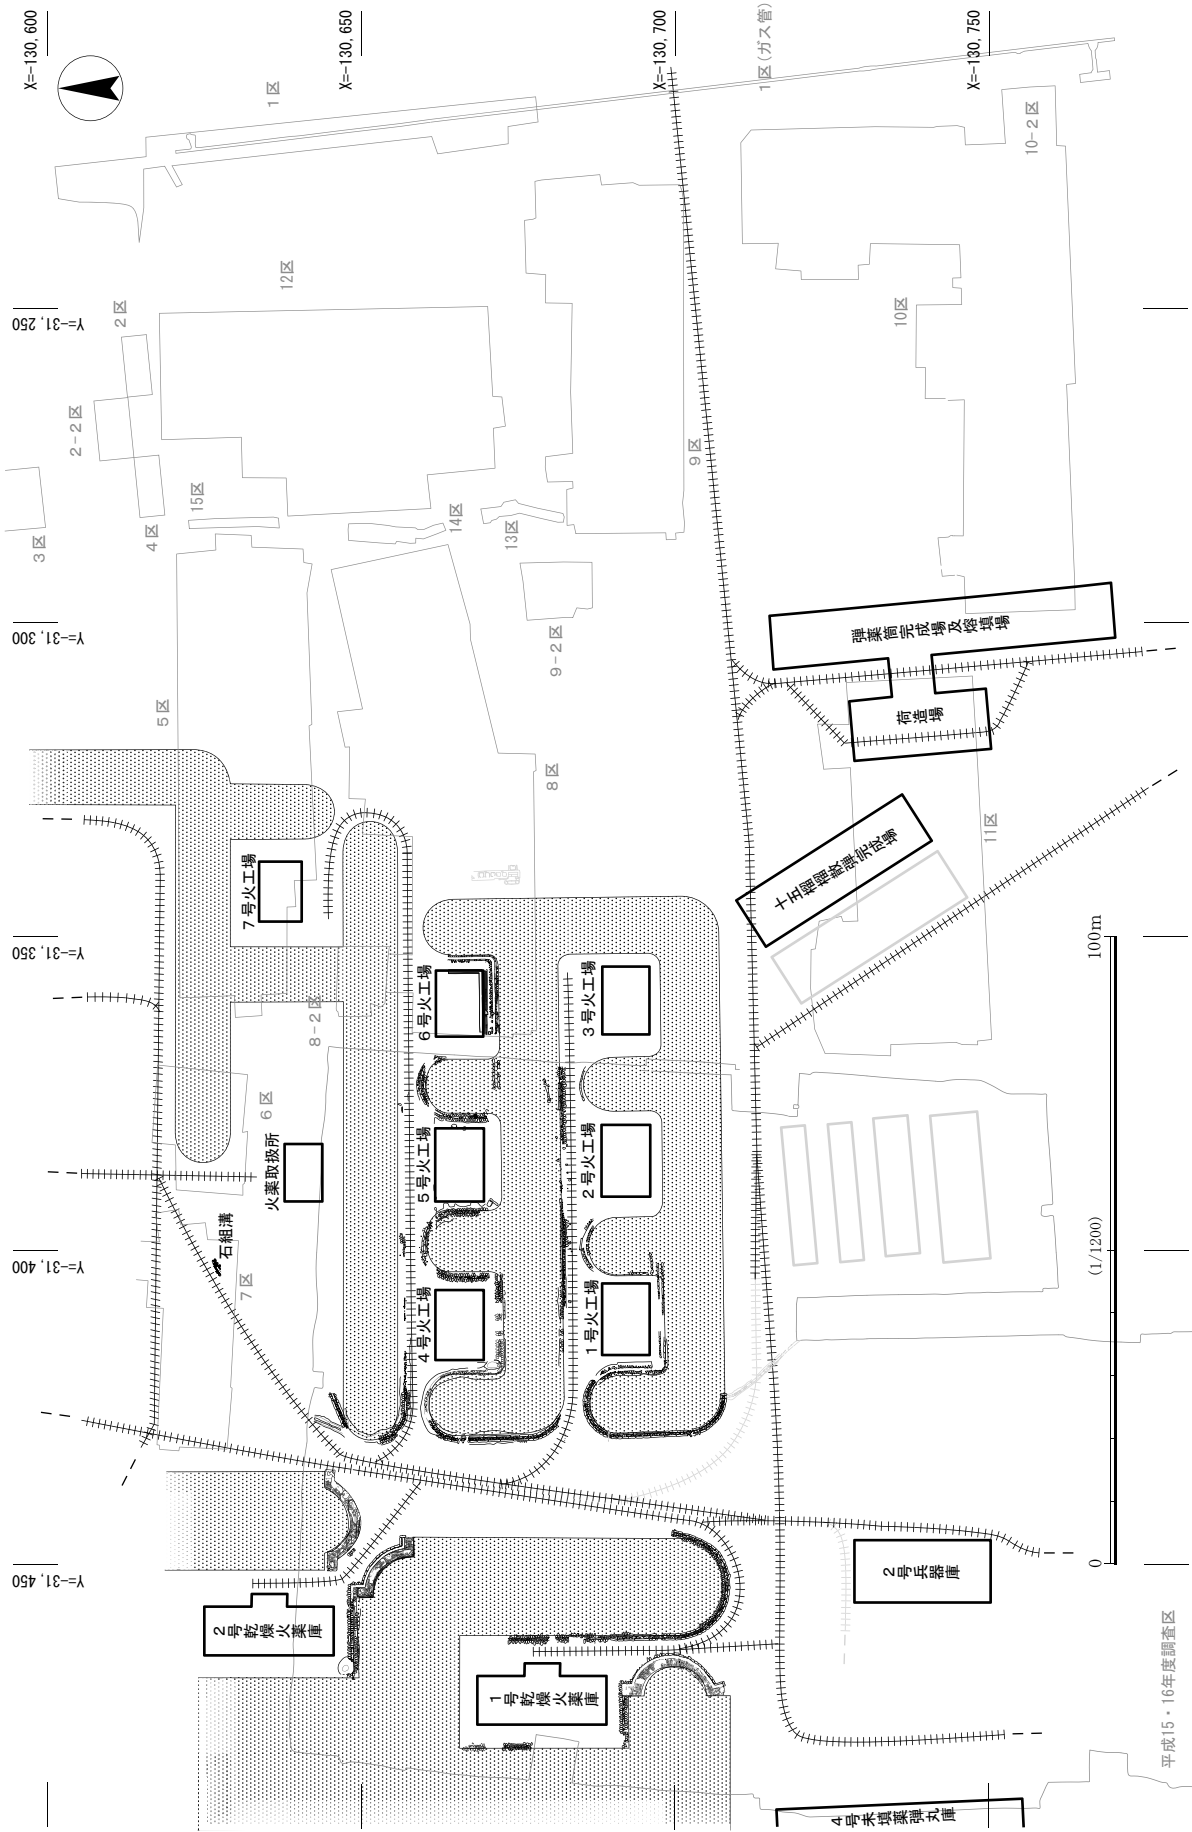 X=-130,600
X=-130,650
X=-130,700
X=-130,750
Y=-31,250
Y=-31,300
Y=-31,350
Y=-31,400
Y=-31,450
1区
1区(ガス管)
2区
2-2区
3区
4区
15区
12区
14区
13区
9区
9-2区
10区
10-2区
5区
8区
8-2区
6区
7区
11区
7号火工場
火薬取扱所
石組溝
6号火工場
5号火工場
4号火工場
3号火工場
2号火工場
1号火工場
弾薬筒完成場及熔填場
荷造場
十五榴榴散弾完成場
2号乾燥火薬庫
1号乾燥火薬庫
2号兵器庫
4号未填薬弾丸庫
0
(1/1200)
100m
平成15・16年度調査区